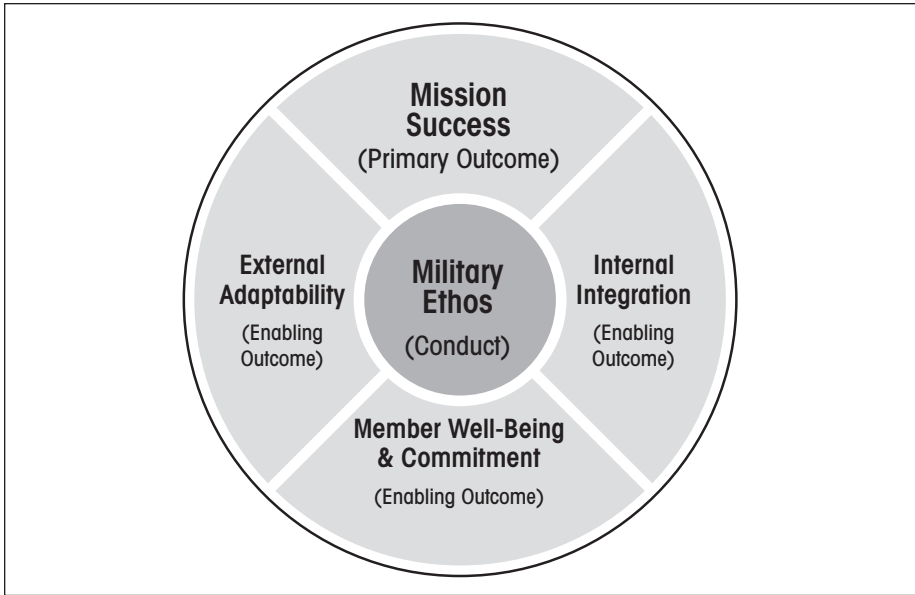 Mission
Success
(Primary Outcome)
External
Adaptability
(Enabling
Outcome)
Military
Ethos
(Conduct)
Internal
Integration
(Enabling
Outcome)
Member Well-Being
& Commitment
(Enabling Outcome)